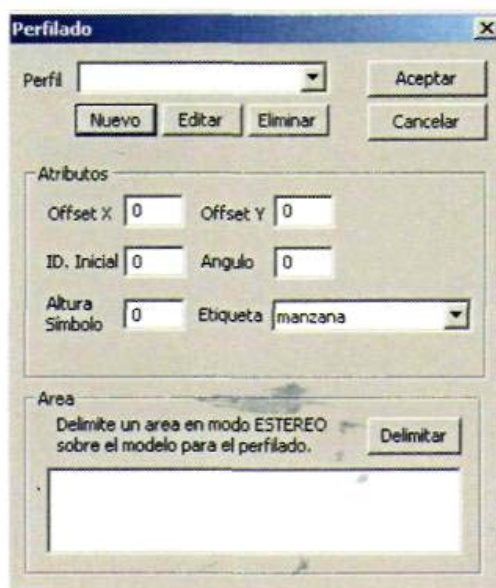 Perfilado
Perfil Aceptar
Nuevo Editar Eliminar Cancelar
Atributos
Offset X 0 Offset Y 0
ID. Inicial 0 Angulo 0
Altura
Símbolo 0 Etiqueta manzana
Area
Delimite un area en modo ESTEREO
sobre el modelo para el perfilado. Delimitar